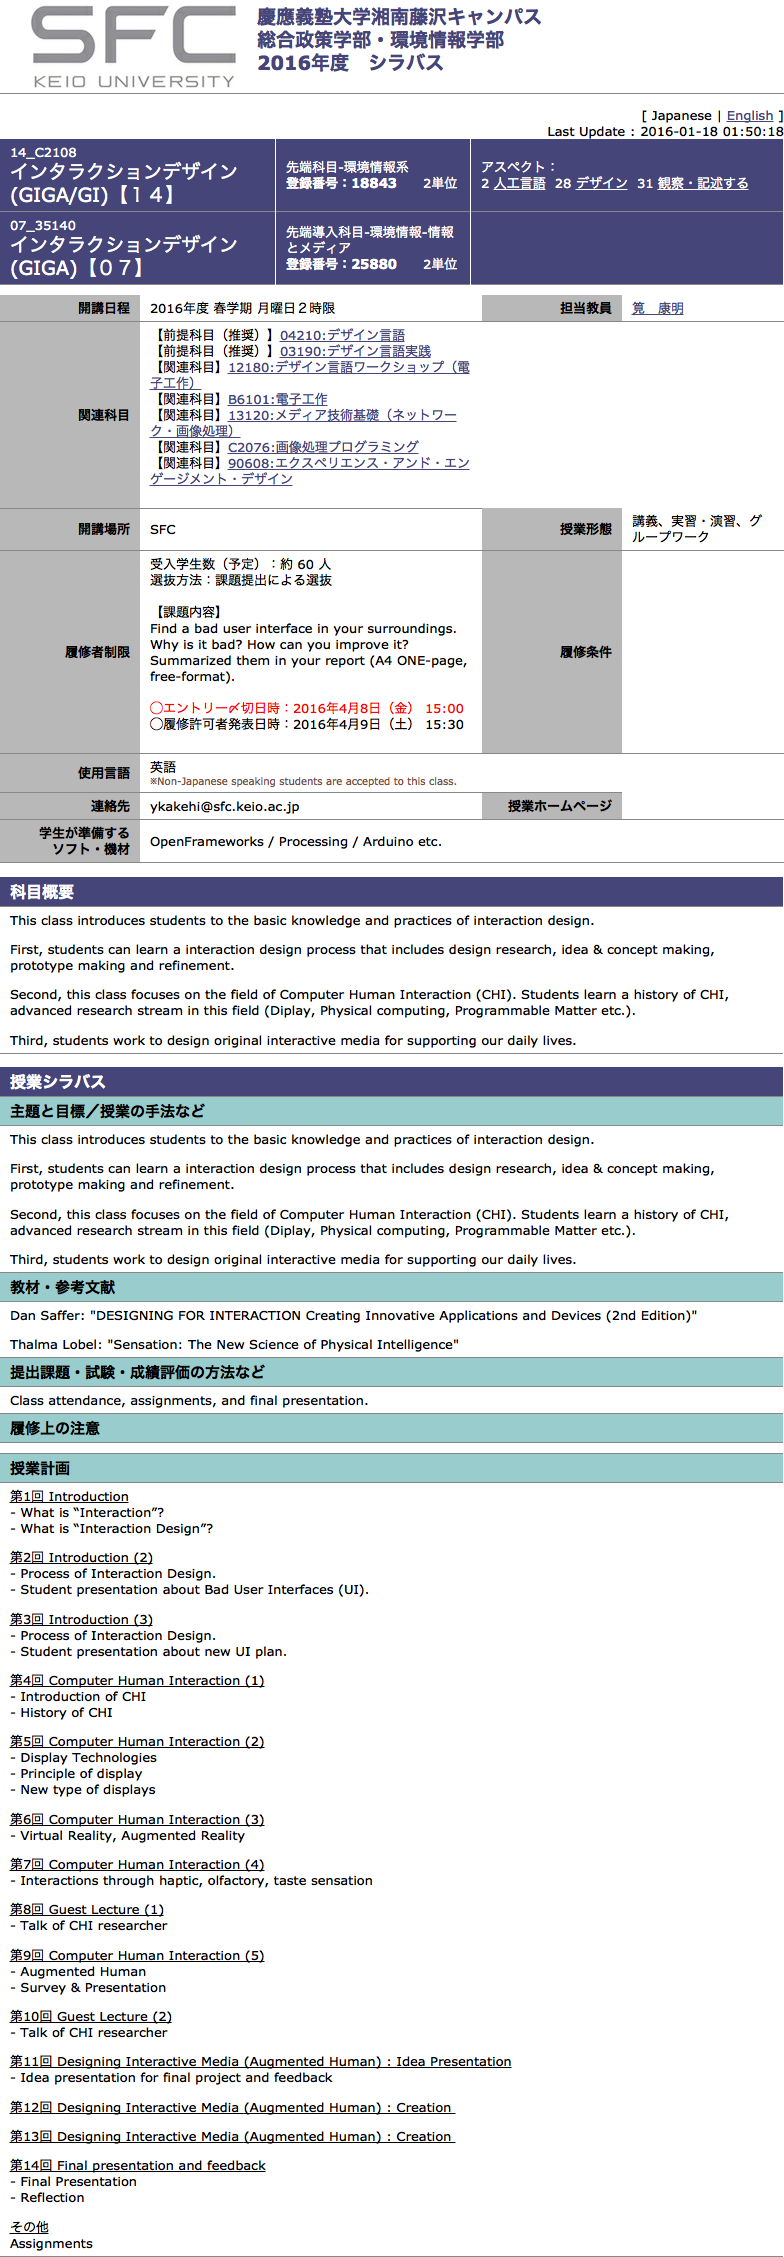 SFC
KEIO UNIVERSITY
慶應義塾大学湘南藤沢キャンパス
総合政策学部・環境情報学部
2016年度　シラバス
[ Japanese | English ]
Last Update : 2016-01-18 01:50:18
14_C2108
インタラクションデザイン
(GIGA/GI)【１４】
先端科目-環境情報系
登録番号：18843　2単位
アスペクト：
2 人工言語 28 デザイン 31 観察・記述する
07_35140
インタラクションデザイン
(GIGA)【０７】
先端導入科目-環境情報-情報
とメディア
登録番号：25880　2単位
開講日程
2016年度 春学期 月曜日２時限
担当教員
筧　康明
関連科目
【前提科目（推奨）】04210:デザイン言語
【前提科目（推奨）】03190:デザイン言語実践
【関連科目】12180:デザイン言語ワークショップ（電
子工作）
【関連科目】B6101:電子工作
【関連科目】13120:メディア技術基礎（ネットワー
ク・画像処理）
【関連科目】C2076:画像処理プログラミング
【関連科目】90608:エクスペリエンス・アンド・エン
ゲージメント・デザイン
開講場所
SFC
授業形態
講義、実習・演習、グ
ループワーク
履修者制限
受入学生数（予定）：約 60 人
選抜方法：課題提出による選抜
【課題内容】
Find a bad user interface in your surroundings.
Why is it bad? How can you improve it?
Summarized them in your report (A4 ONE-page,
free-format).
◯エントリー〆切日時：2016年4月8日（金） 15:00
◯履修許可者発表日時：2016年4月9日（土） 15:30
履修条件
使用言語
英語
※Non-Japanese speaking students are accepted to this class.
連絡先
ykakehi@sfc.keio.ac.jp
授業ホームページ
学生が準備する
ソフト・機材
OpenFrameworks / Processing / Arduino etc.
科目概要
This class introduces students to the basic knowledge and practices of interaction design.
First, students can learn a interaction design process that includes design research, idea & concept making,
prototype making and refinement.
Second, this class focuses on the field of Computer Human Interaction (CHI). Students learn a history of CHI,
advanced research stream in this field (Diplay, Physical computing, Programmable Matter etc.).
Third, students work to design original interactive media for supporting our daily lives.
授業シラバス
主題と目標／授業の手法など
This class introduces students to the basic knowledge and practices of interaction design.
First, students can learn a interaction design process that includes design research, idea & concept making,
prototype making and refinement.
Second, this class focuses on the field of Computer Human Interaction (CHI). Students learn a history of CHI,
advanced research stream in this field (Diplay, Physical computing, Programmable Matter etc.).
Third, students work to design original interactive media for supporting our daily lives.
教材・参考文献
Dan Saffer: "DESIGNING FOR INTERACTION Creating Innovative Applications and Devices (2nd Edition)"
Thalma Lobel: "Sensation: The New Science of Physical Intelligence"
提出課題・試験・成績評価の方法など
Class attendance, assignments, and final presentation.
履修上の注意
授業計画
第1回 Introduction
- What is “Interaction”?
- What is “Interaction Design”?
第2回 Introduction (2)
- Process of Interaction Design.
- Student presentation about Bad User Interfaces (UI).
第3回 Introduction (3)
- Process of Interaction Design.
- Student presentation about new UI plan.
第4回 Computer Human Interaction (1)
- Introduction of CHI
- History of CHI
第5回 Computer Human Interaction (2)
- Display Technologies
- Principle of display
- New type of displays
第6回 Computer Human Interaction (3)
- Virtual Reality, Augmented Reality
第7回 Computer Human Interaction (4)
- Interactions through haptic, olfactory, taste sensation
第8回 Guest Lecture (1)
- Talk of CHI researcher
第9回 Computer Human Interaction (5)
- Augmented Human
- Survey & Presentation
第10回 Guest Lecture (2)
- Talk of CHI researcher
第11回 Designing Interactive Media (Augmented Human) : Idea Presentation
- Idea presentation for final project and feedback
第12回 Designing Interactive Media (Augmented Human) : Creation
第13回 Designing Interactive Media (Augmented Human) : Creation
第14回 Final presentation and feedback
- Final Presentation
- Reflection
その他
Assignments